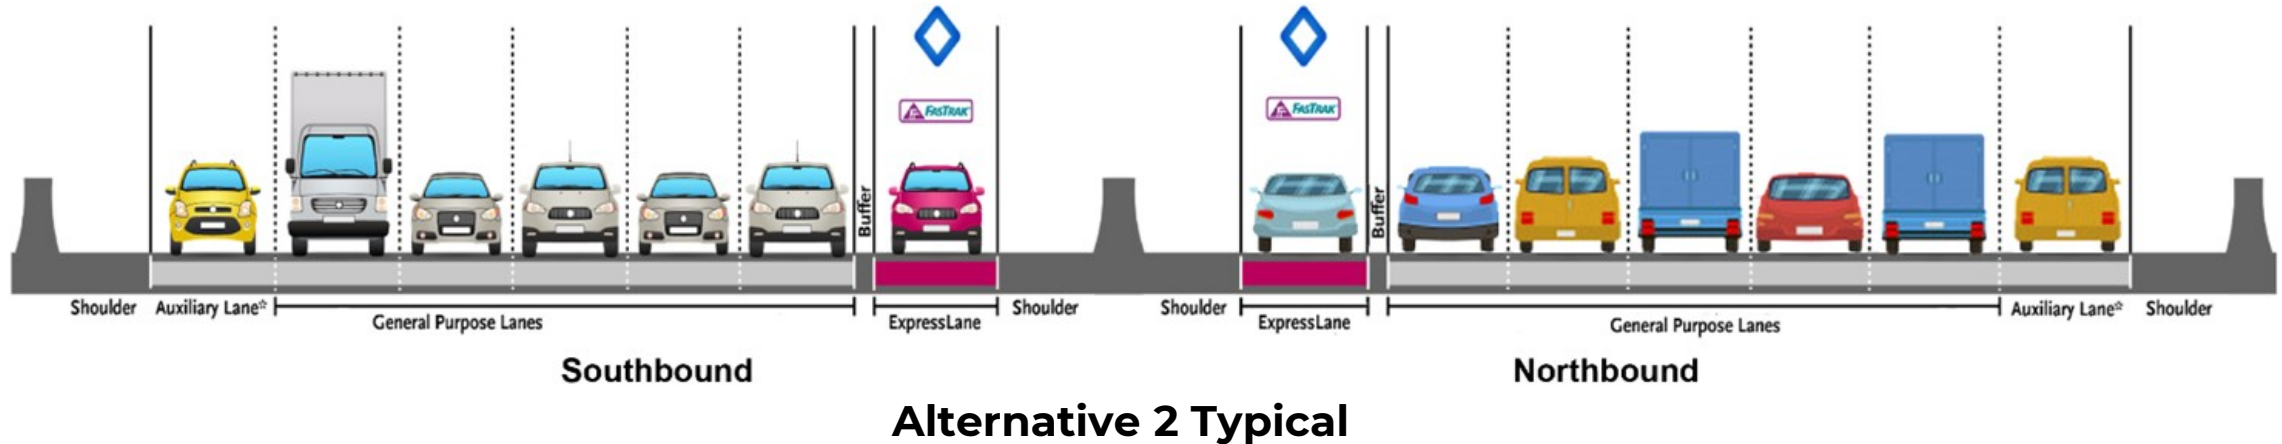 FASTRAK
FASTRAK
Buffer
Buffer
Shoulder
Auxiliary Lane*
General Purpose Lanes
ExpressLane
Shoulder
Shoulder
ExpressLane
General Purpose Lanes
Auxiliary Lane*
Shoulder
Southbound
Northbound
Alternative 2 Typical